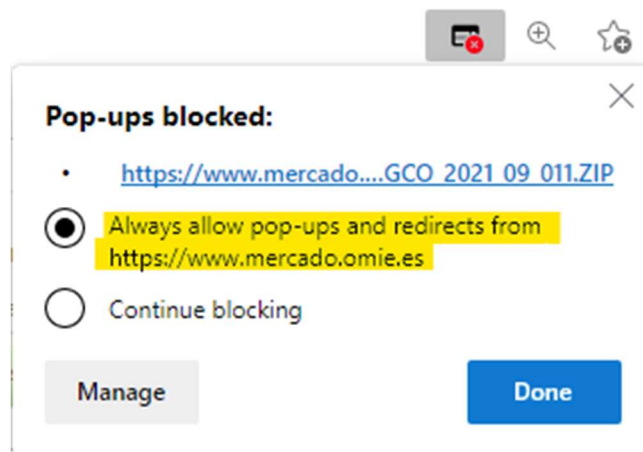 Pop-ups blocked:
https://www.mercado....GCO_2021_09_011.ZIP
Always allow pop-ups and redirects from
https://www.mercado.omie.es
Continue blocking
Manage
Done